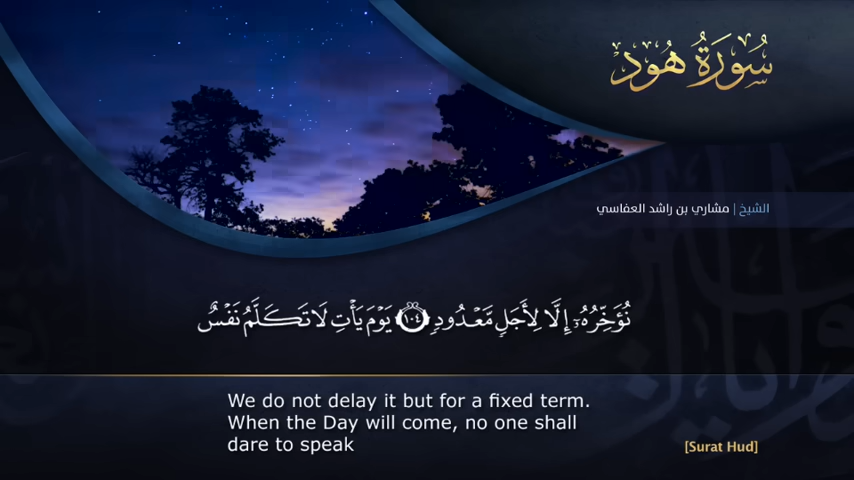 سُورَةُ هُود
الشيخ | مشاري بن راشد العفاسي
نُؤَخِّرُهُۥٓ إِلَّا لِأَجَلٍ مَّعْدُودٍ ١٠٤ يَوْمَ يَأْتِ لَا تَكَلَّمُ نَفْسٌ
We do not delay it but for a fixed term.
When the Day will come, no one shall
dare to speak
[Surat Hud]